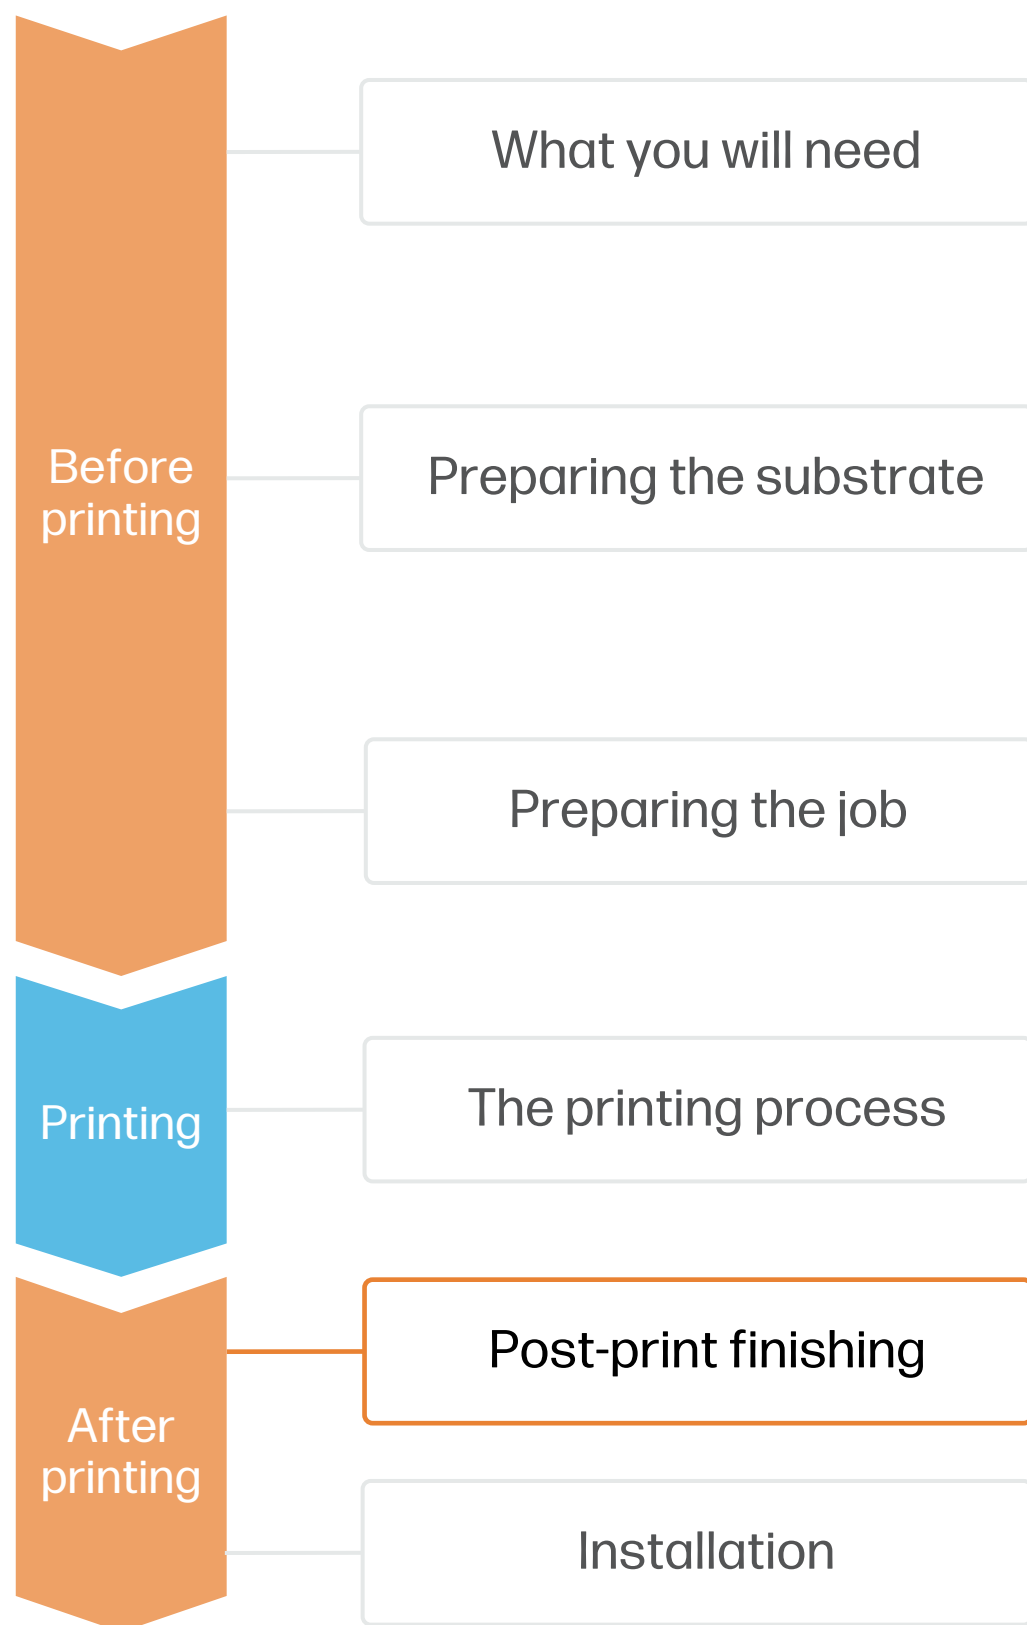 What you will need
Preparing the substrate
Before
printing
Preparing the job
The printing process
Printing
Post-print finishing
After
printing
Installation